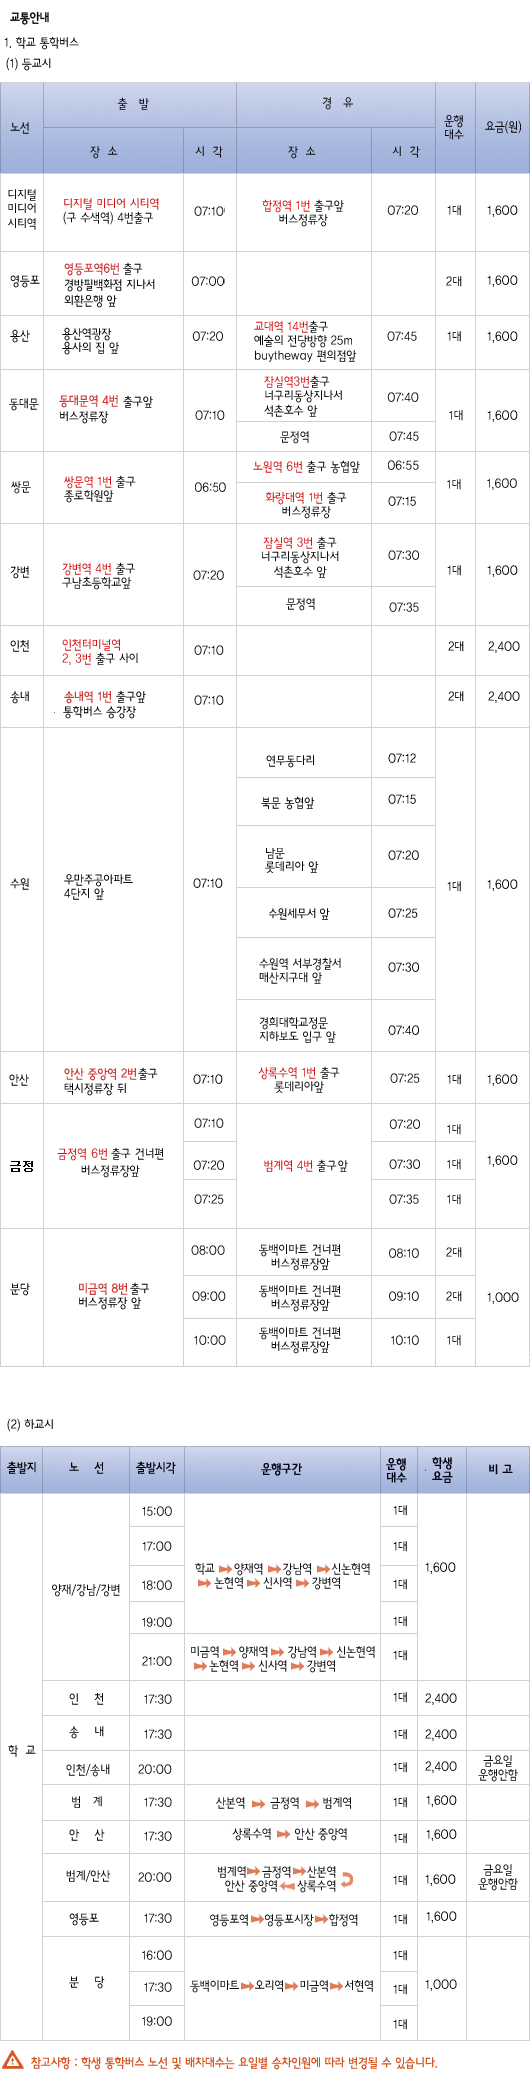 교통안내
1. 학교 통학버스
(1) 등교시
노선 출 발 경 유 운행 대수 요금(원)
장 소 시 각 장 소 시 각
디지털 미디어 시티역
디지털 미디어 시티역
(구 수색역) 4번출구
07:10
합정역 1번 출구앞
버스정류장
07:20 1대 1,600
영등포
영등포역6번 출구
경방필백화점 지나서
외환은행 앞
07:00 2대 1,600
용산
용산역광장
용사의 집 앞
07:20
교대역 14번출구
예술의 전당방향 25m
buytheway 편의점앞
07:45 1대 1,600
동대문
동대문역 4번 출구앞
버스정류장
07:10
잠실역3번출구
너구리동상지나서
석촌호수 앞
07:40
문정역 07:45
1대 1,600
쌍문
쌍문역 1번 출구
종로학원앞
06:50
노원역 6번 출구 농협앞 06:55
화랑대역 1번 출구
버스정류장
07:15
1대 1,600
강변
강변역 4번 출구
구남초등학교앞
07:20
잠실역 3번 출구
너구리동상지나서
석촌호수 앞
07:30
문정역 07:35
1대 1,600
인천
인천터미널역
2, 3번 출구 사이
07:10 2대 2,400
송내
송내역 1번 출구앞
통학버스 승강장
07:10 2대 2,400
수원
우만주공아파트
4단지 앞
07:10
연무동다리 07:12
북문 농협앞 07:15
남문
롯데리아 앞
07:20
수원세무서 앞 07:25
수원역 서부경찰서
매산지구대 앞
07:30
경희대학교정문
지하보도 입구 앞
07:40
1대 1,600
안산
안산 중앙역 2번출구
택시정류장 뒤
07:10
상록수역 1번 출구
롯데리아앞
07:25 1대 1,600
금정
금정역 6번 출구 건너편
버스정류장앞
07:10
07:20
07:25
범계역 4번 출구앞
07:20 1대
07:30 1대
07:35 1대
1,600
분당
미금역 8번출구
버스정류장 앞
08:00
동백이마트 건너편
버스정류장앞
08:10 2대
09:00
동백이마트 건너편
버스정류장앞
09:10 2대
10:00
동백이마트 건너편
버스정류장앞
10:10 1대
1,000
(2) 하교시
출발지 노 선 출발시각 운행구간 운행 대수 학생 요금 비 고
학 교
양재/강남/강변
15:00 1대
17:00 1대
18:00 1대
19:00 1대
학교 양재역 강남역 신논현역
논현역 신사역 강변역
1,600
21:00
미금역 양재역 강남역 신논현역
논현역 신사역 강변역
1대
인 천 17:30 1대 2,400
송 내 17:30 1대 2,400
인천/송내 20:00 1대 2,400
금요일
운행안함
범 계 17:30 산본역 금정역 범계역 1대 1,600
안 산 17:30 상록수역 안산 중앙역 1대 1,600
범계/안산 20:00
범계역 금정역 산본역
안산 중앙역 상록수역
1대 1,600
금요일
운행안함
영등포 17:30 영등포역 영등포시장 합정역 1대 1,600
분 당
16:00 1대
17:30 동백이마트 오리역 미금역 서현역 1대 1,000
19:00 1대
참고사항 : 학생 통학버스 노선 및 배차대수는 요일별 승차인원에 따라 변경될 수 있습니다.